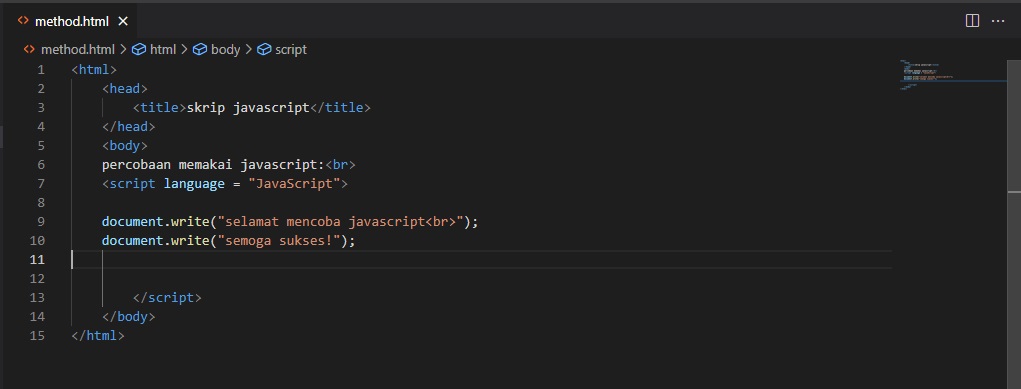 method.html
method.html > html > body > script
1 <html>
2 <head>
3 <title>skrip javascript</title>
4 </head>
5 <body>
6 percobaan memakai javascript:<br>
7 <script language = "JavaScript">
8
9 document.write("selamat mencoba javascript<br>");
10 document.write("semoga sukses!");
11
12
13 </script>
14 </body>
15 </html>